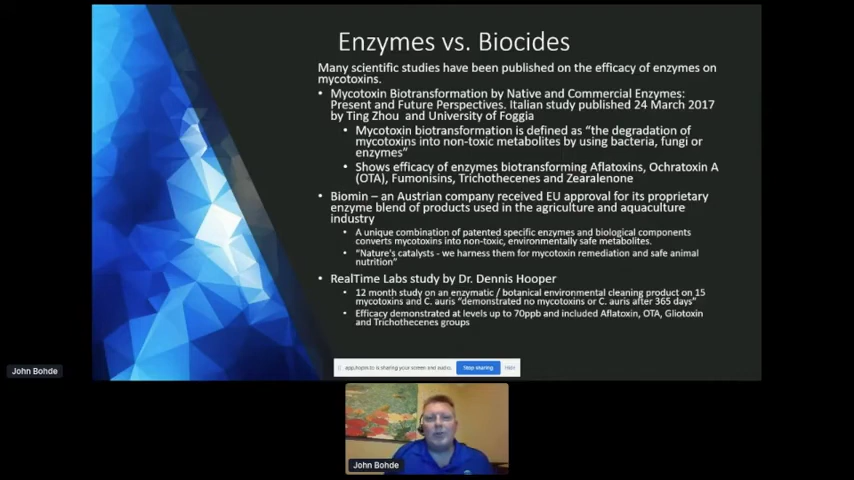 Enzymes vs. Biocides
Many scientific studies have been published on the efficacy of enzymes on
mycotoxins.
• Mycotoxin Biotransformation by Native and Commercial Enzymes:
Present and Future Perspectives. Italian study published 24 March 2017
by Ting Zhou and University of Foggia
• Mycotoxin biotransformation is defined as “the degradation of
mycotoxins into non-toxic metabolites by using bacteria, fungi or
enzymes”
• Shows efficacy of enzymes biotransforming Aflatoxins, Ochratoxin A
(OTA), Fumonisins, Trichothecenes and Zearalenone
• Biomin – an Austrian company received EU approval for its proprietary
enzyme blend of products used in the agriculture and aquaculture
industry
• A unique combination of patented specific enzymes and biological components
converts mycotoxins into non-toxic, environmentally safe metabolites.
• “Nature's catalysts - we harness them for mycotoxin remediation and safe animal
nutrition”
• RealTime Labs study by Dr. Dennis Hooper
• 12 month study on an enzymatic / botanical environmental cleaning product on 15
mycotoxins and C. auris “demonstrated no mycotoxins or C. auris after 365 days”
• Efficacy demonstrated at levels up to 70ppb and included Aflatoxin, OTA, Gliotoxin
and Trichothecenes groups
app.hopin.to is sharing your screen and audio.
Stop sharing
Hide
John Bohde
John Bohde